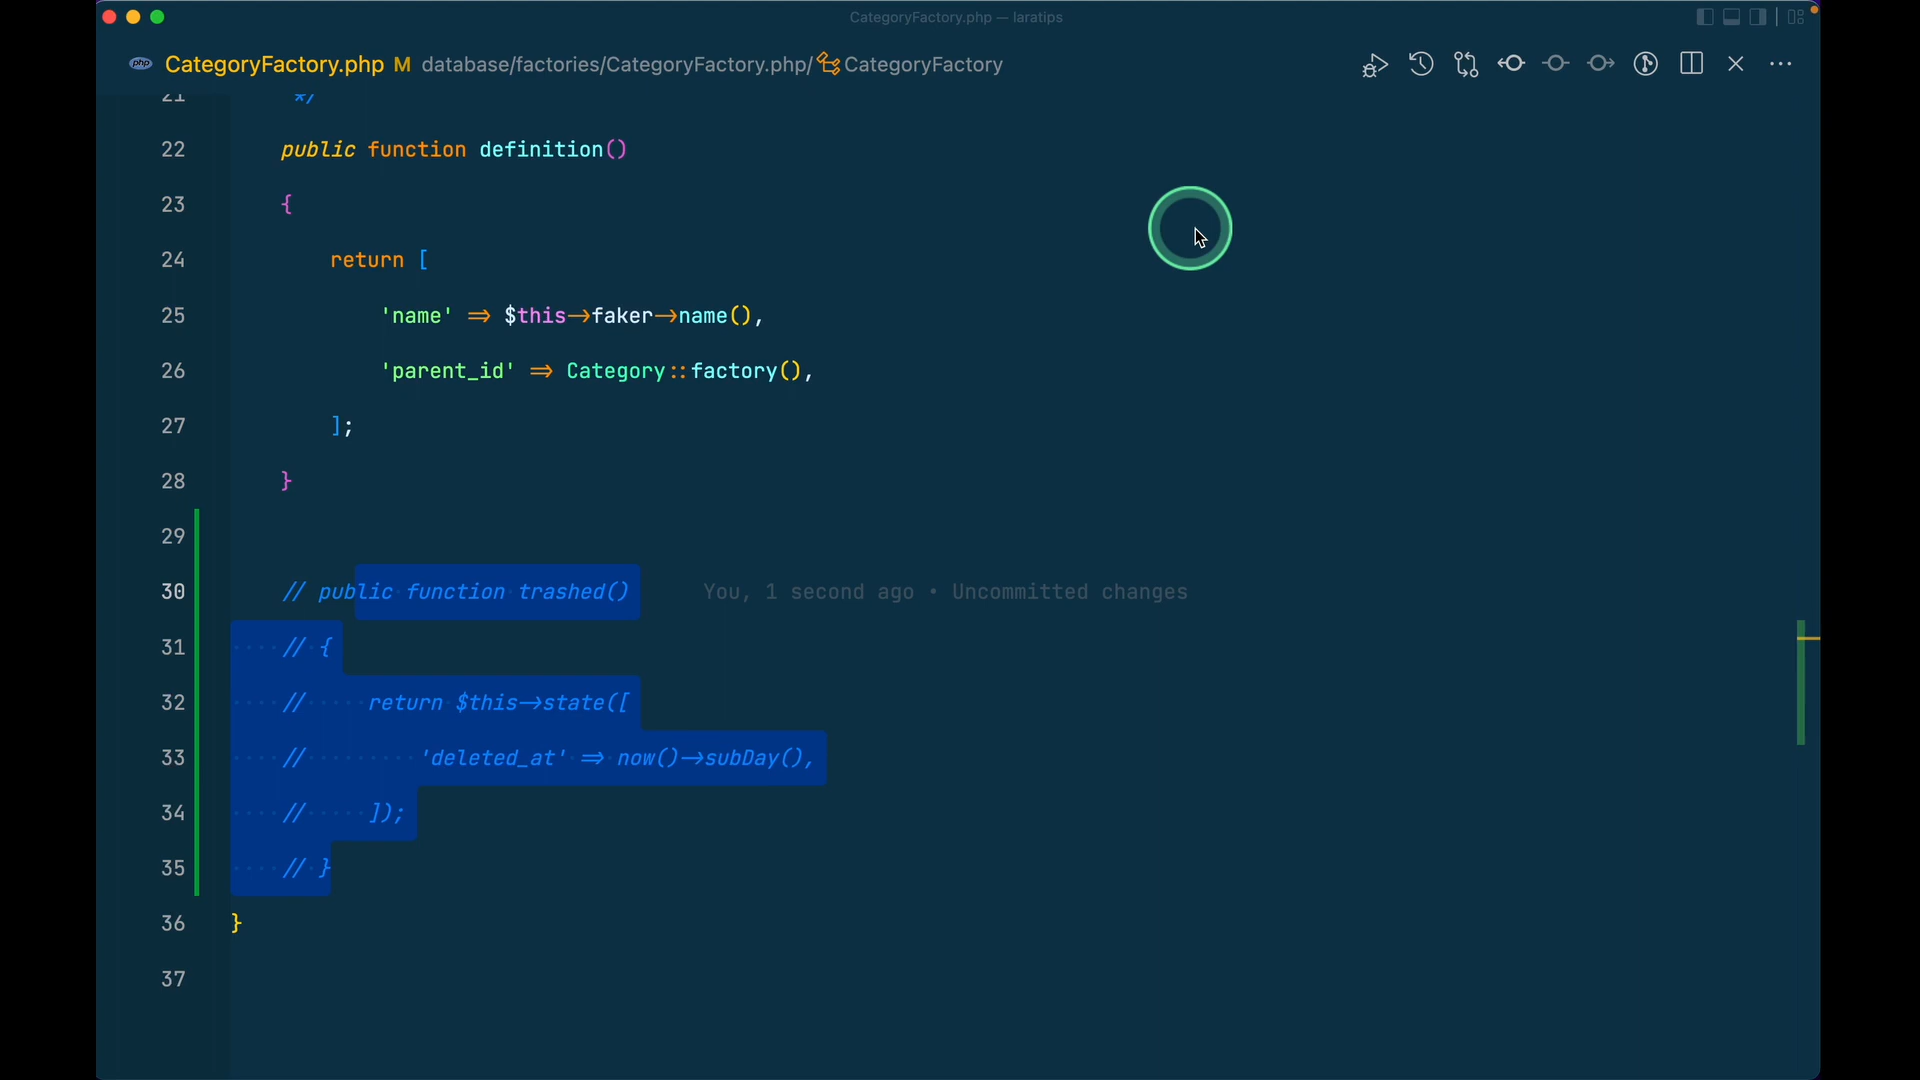 CategoryFactory.php — laratips
php CategoryFactory.php M database/factories/CategoryFactory.php/ CategoryFactory
21 */
22 public function definition()
23 {
24 return [
25 'name' => $this->faker->name(),
26 'parent_id' => Category::factory(),
27 ];
28 }
29
30 // public function trashed() You, 1 second ago • Uncommitted changes
31 // {
32 // return $this->state([
33 // 'deleted_at' => now()->subDay(),
34 // ]);
35 // }
36 }
37